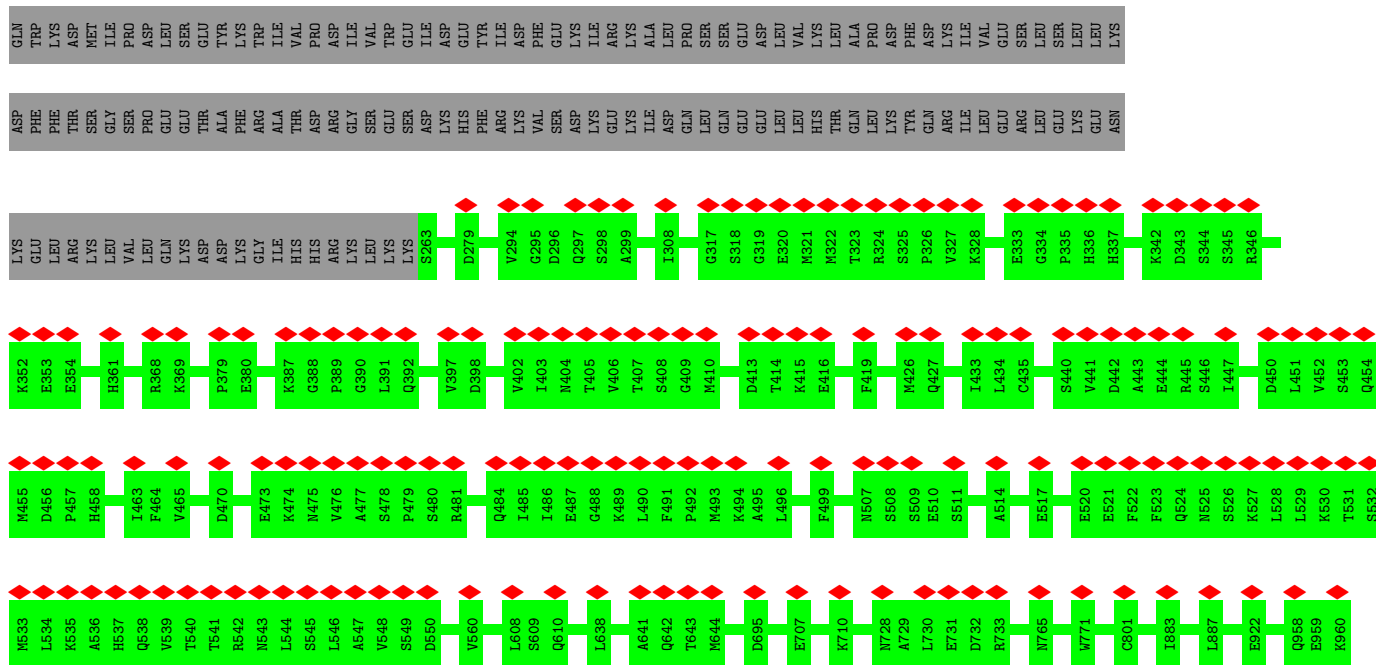 GLN TRP LYS ASP MET ILE PRO ASP LEU SER GLU TYR LYS TRP ILE VAL PRO ASP ILE VAL TRP GLU ILE ASP GLU TYR ILE ASP PHE GLU LYS ILE ARG LYS ALA LEU PRO SER SER GLU ASP LEU VAL LYS LEU ALA PRO ASP PHE ASP LYS ILE VAL GLU SER LEU SER LEU LEU LYS
ASP PHE PHE THR SER GLY SER PRO GLU GLU THR ALA PHE ARG ALA THR ASP ARG GLY SER GLU SER ASP LYS HIS PHE ARG LYS VAL SER ASP LYS GLU LYS ILE ASP GLN LEU GLN GLU GLU LEU LEU HIS THR GLN LEU LYS TYR GLN ARG ILE LEU GLU ARG LEU GLU LYS GLU ASN
LYS GLU LEU ARG LYS LEU VAL LEU GLN LYS ASP ASP LYS GLY ILE HIS HIS ARG LYS LEU LYS LYS S263 D279 V294 G295 D296 Q297 S298 A299 I308 G317 S318 G319 E320 M321 M322 T323 R324 S325 P326 V327 K328 E333 G334 P335 H336 H337 K342 D343 S344 S345 R346
K352 E353 E354 H361 R368 K369 P379 E380 K387 G388 P389 G390 L391 Q392 V397 D398 V402 I403 N404 T405 V406 T407 S408 G409 M410 D413 T414 K415 E416 F419 M426 Q427 I433 L434 C435 S440 V441 D442 A443 E444 R445 S446 I447 D450 L451 V452 S453 Q454
M455 D456 P457 H458 I463 F464 V465 D470 E473 K474 N475 V476 A477 S478 P479 S480 R481 Q484 I485 I486 E487 G488 K489 L490 F491 P492 M493 K494 A495 L496 F499 N507 S508 S509 E510 S511 A514 E517 E520 E521 F522 F523 Q524 N525 S526 K527 L528 L529 K530 T531 S532
M533 L534 K535 A536 H537 Q538 V539 T540 T541 R542 N543 L544 S545 L546 A547 V548 S549 D550 V560 L608 S609 Q610 L638 A641 Q642 T643 M644 D695 E707 K710 N728 A729 L730 E731 D732 R733 N765 W771 C801 I883 L887 E922 Q958 E959 K960